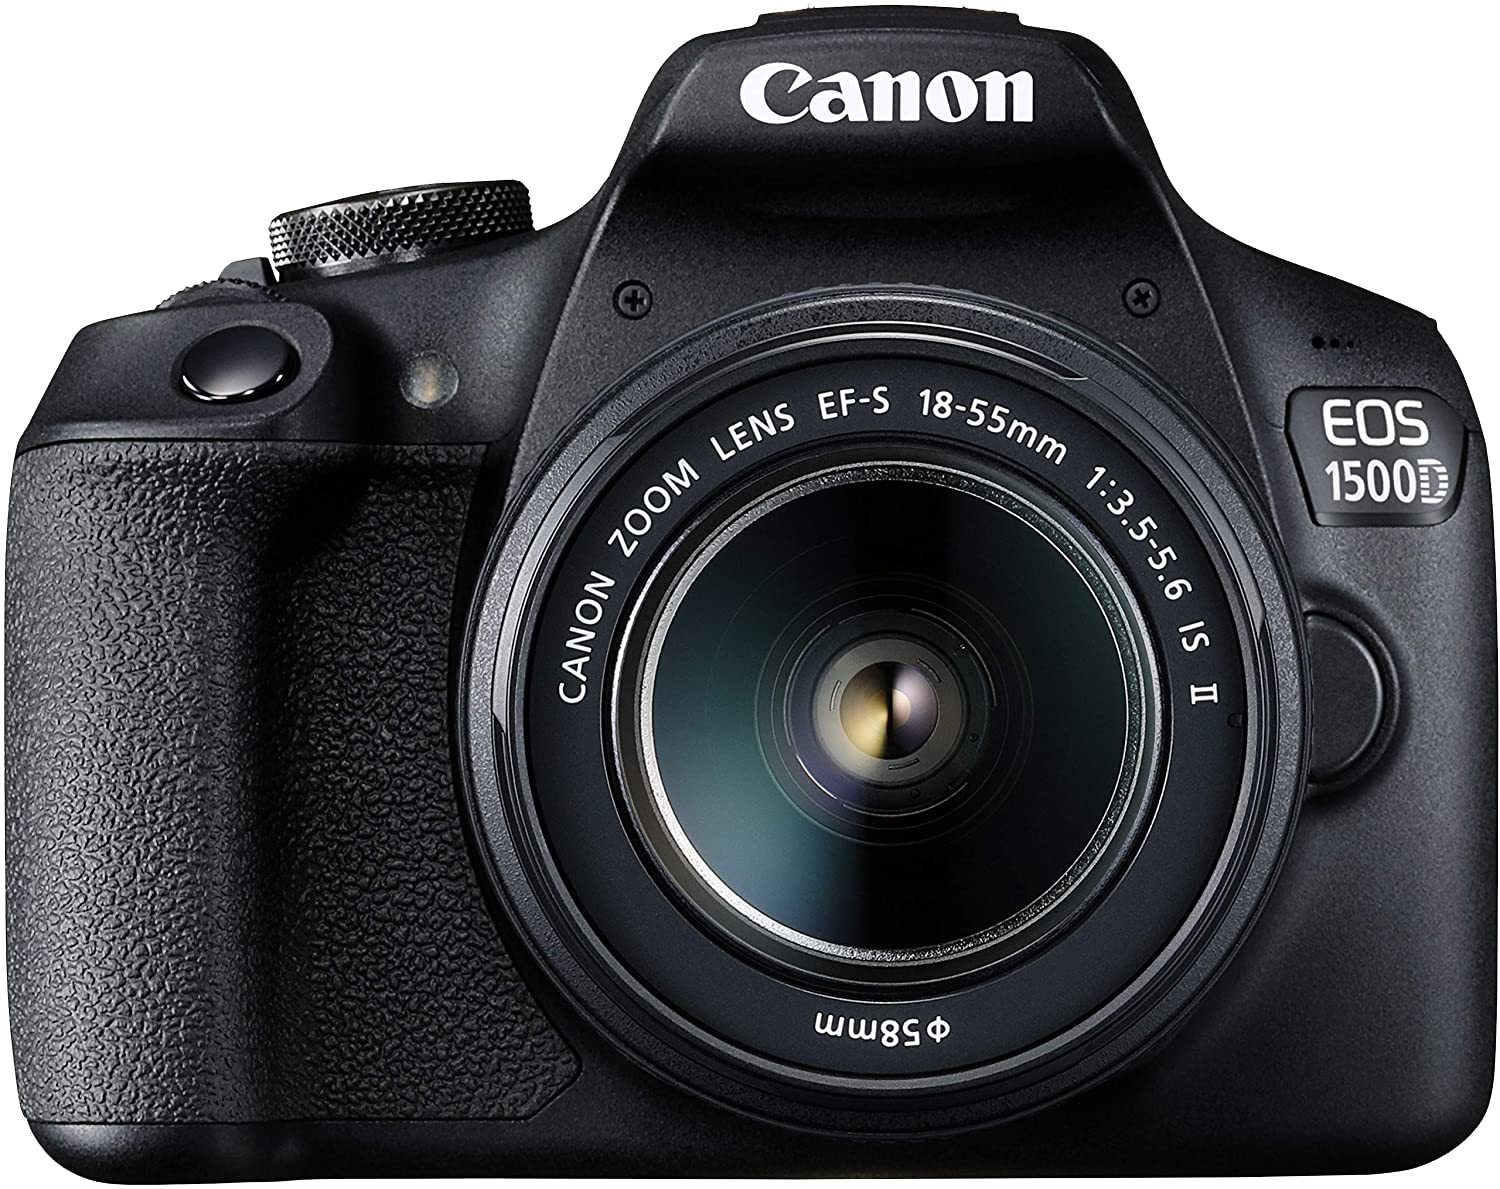 Canon
EOS
1500D
CANON ZOOM LENS EF-S 18-55mm 1:3.5-5.6 IS II
Φ58mm